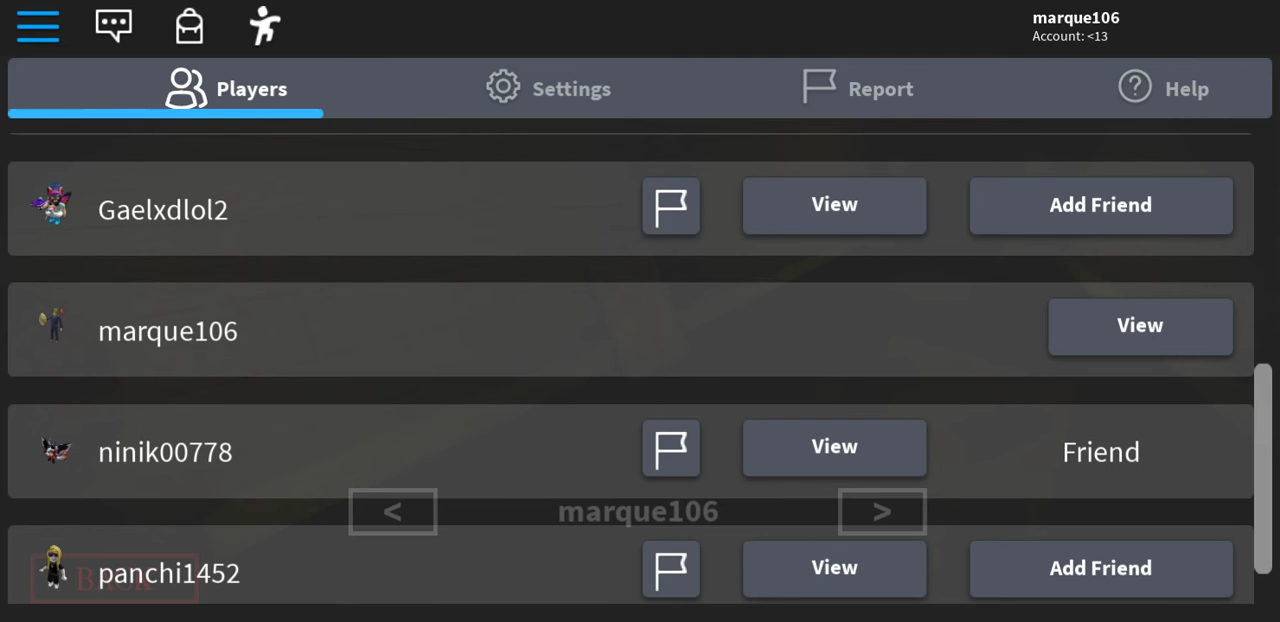 marque106
Account: <13
Players Settings Report Help
Gaelxdlol2 View Add Friend
marque106 View
ninik00778 View Friend
< marque106 >
panchi1452 View Add Friend
BACK